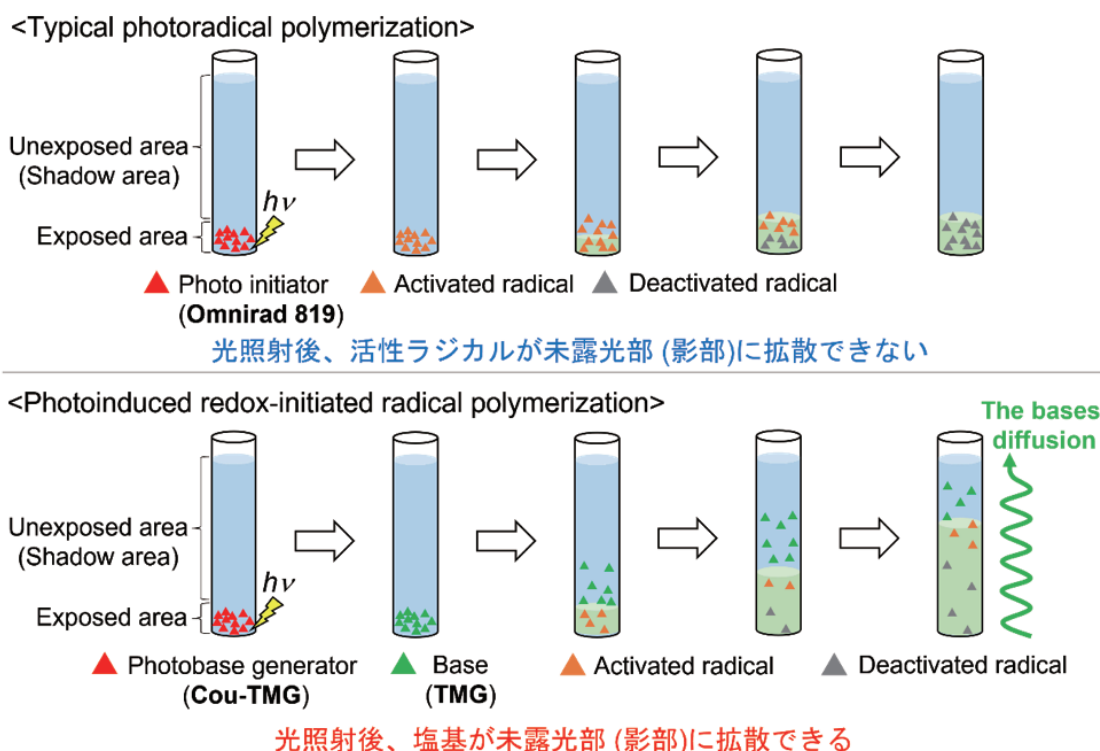 <Typical photoradical polymerization>
Unexposed area
(Shadow area)
hν
Exposed area
Photo initiator
(Omnirad 819)
Activated radical
Deactivated radical
光照射後、活性ラジカルが未露光部 (影部)に拡散できない
<Photoinduced redox-initiated radical polymerization>
The bases
diffusion
Unexposed area
(Shadow area)
hν
Exposed area
Photobase generator
(Cou-TMG)
Base
(TMG)
Activated radical
Deactivated radical
光照射後、塩基が未露光部 (影部)に拡散できる